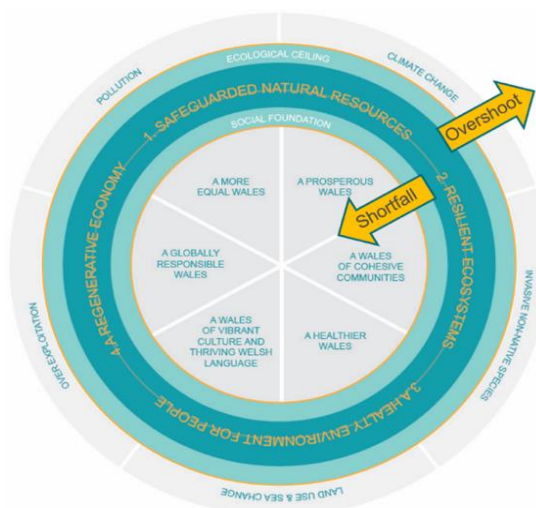 POLLUTION
ECOLOGICAL CEILING
CLIMATE CHANGE
Overshoot
1. SAFEGUARDED NATURAL RESOURCES
SOCIAL FOUNDATION
A MORE
EQUAL WALES
A PROSPEROUS
WALES
Shortfall
2. RESILIENT ECOSYSTEMS
A GLOBALLY
RESPONSIBLE
WALES
A WALES
OF COHESIVE
COMMUNITIES
A WALES
OF VIBRANT
CULTURE AND
THRIVING WELSH
LANGUAGE
A HEALTHIER
WALES
4. A REGENERATIVE ECONOMY
3. A HEALTY ENVIRONMENT FOR PEOPLE
INVASIVE NON-NATIVE SPECIES
OVER EXPLOITATION
LAND USE & SEA CHANGE